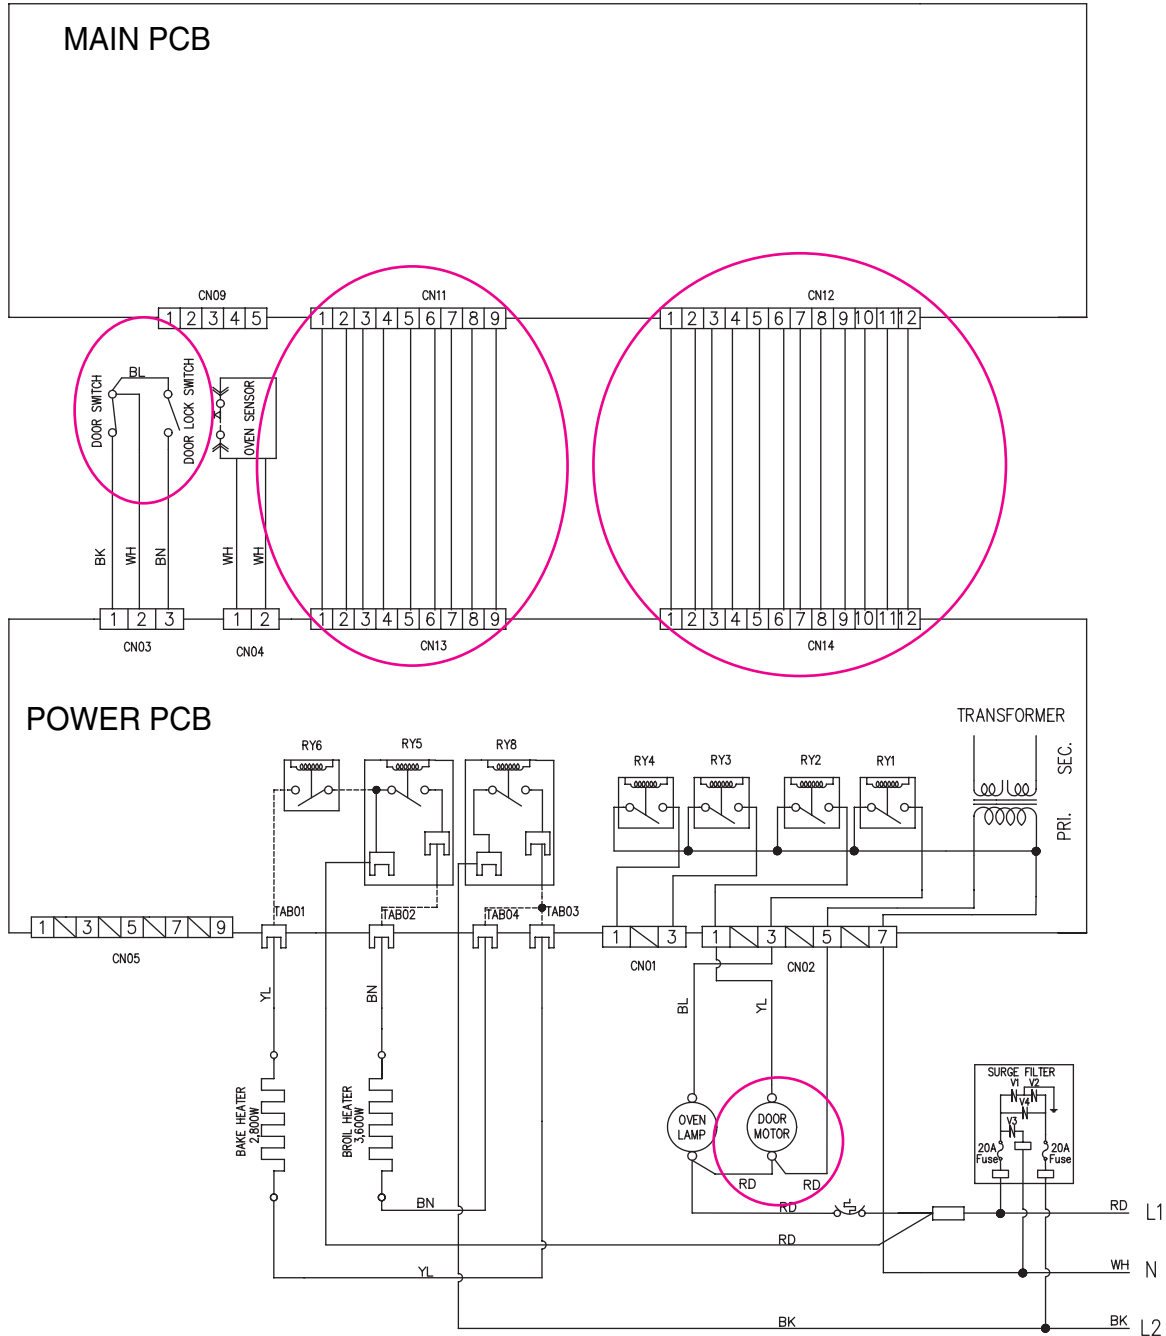 MAIN PCB
CN09
CN11
CN12
1 2 3 4 5
1 2 3 4 5 6 7 8 9
1 2 3 4 5 6 7 8 9 10 11 12
DOOR SWITCH
BL
DOOR LOCK SWITCH
OVEN SENSOR
BK
WH
BN
WH
WH
1 2 3
1 2
1 2 3 4 5 6 7 8 9
1 2 3 4 5 6 7 8 9 10 11 12
CN03
CN04
CN13
CN14
POWER PCB
TRANSFORMER
SEC.
PRI.
RY6
RY5
RY8
RY4
RY3
RY2
RY1
TAB01
TAB02
TAB04
TAB03
1 3 5 7 9
1 3
1 3 5 7
CN05
CN01
CN02
YL
BN
BL
YL
BAKE HEATER
2,800W
BROIL HEATER
3,600W
OVEN
LAMP
DOOR
MOTOR
RD
RD
SURGE FILTER
V1 V2
V4
V3
20A
Fuse
20A
Fuse
BN
RD
RD L1
RD
YL
WH N
BK
BK L2